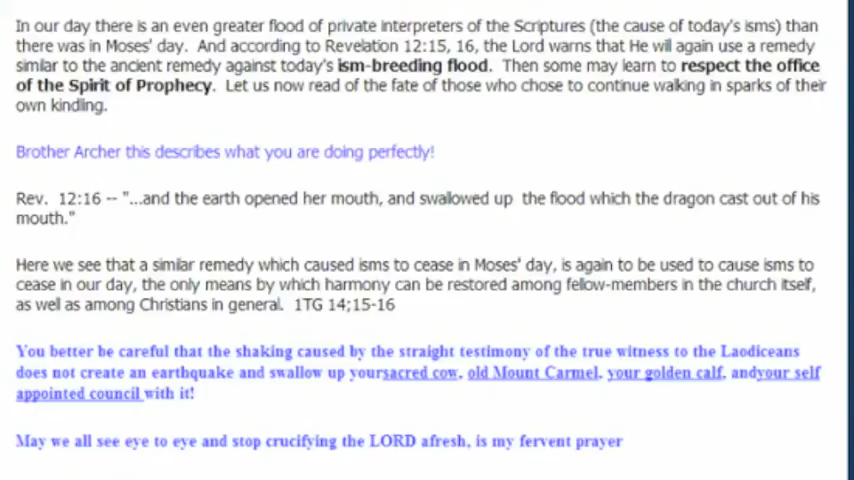 In our day there is an even greater flood of private interpreters of the Scriptures (the cause of today's isms) than
there was in Moses' day. And according to Revelation 12:15, 16, the Lord warns that He will again use a remedy
similar to the ancient remedy against today's ism-breeding flood. Then some may learn to respect the office
of the Spirit of Prophecy. Let us now read of the fate of those who chose to continue walking in sparks of their
own kindling.
Brother Archer this describes what you are doing perfectly!
Rev. 12:16 -- "...and the earth opened her mouth, and swallowed up the flood which the dragon cast out of his
mouth."
Here we see that a similar remedy which caused isms to cease in Moses' day, is again to be used to cause isms to
cease in our day, the only means by which harmony can be restored among fellow-members in the church itself,
as well as among Christians in general. 1TG 14;15-16
You better be careful that the shaking caused by the straight testimony of the true witness to the Laodiceans
does not create an earthquake and swallow up yoursacred cow, old Mount Carmel, your golden calf, andyour self
appointed council with it!
May we all see eye to eye and stop crucifying the LORD afresh, is my fervent prayer